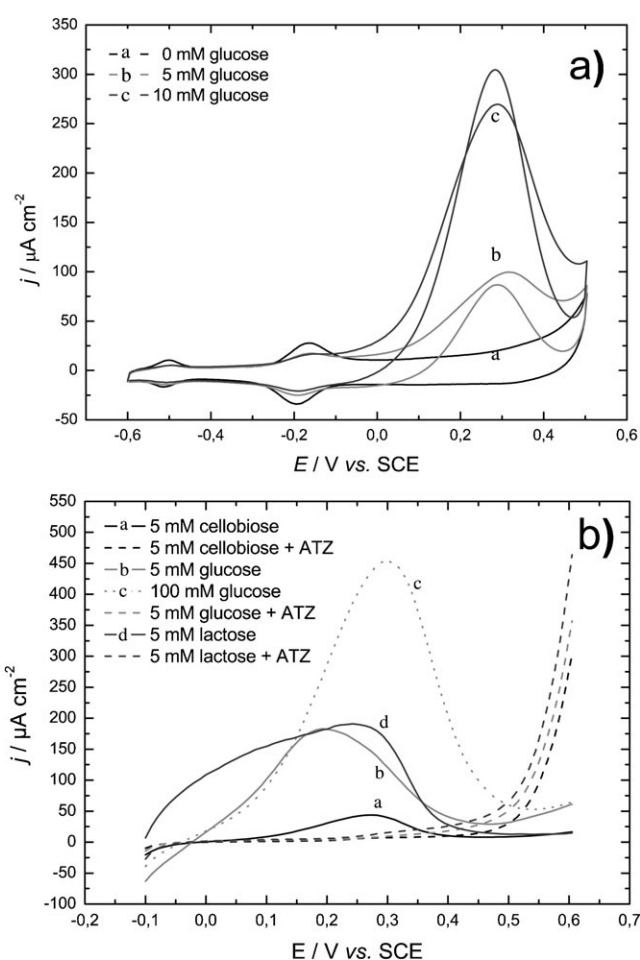 a)
350
300
250
200
150
100
50
0
-50
j / μA cm-2
a 0 mM glucose
b 5 mM glucose
c 10 mM glucose
c
b
a
-0,6 -0,4 -0,2 0,0 0,2 0,4 0,6
E / V vs. SCE
b)
550
500
450
400
350
300
250
200
150
100
50
0
-50
-100
j / μA cm-2
a 5 mM cellobiose
5 mM cellobiose + ATZ
b 5 mM glucose
c 100 mM glucose
5 mM glucose + ATZ
d 5 mM lactose
5 mM lactose + ATZ
c
d
b
a
-0,2 -0,1 0,0 0,1 0,2 0,3 0,4 0,5 0,6 0,7
E / V vs. SCE